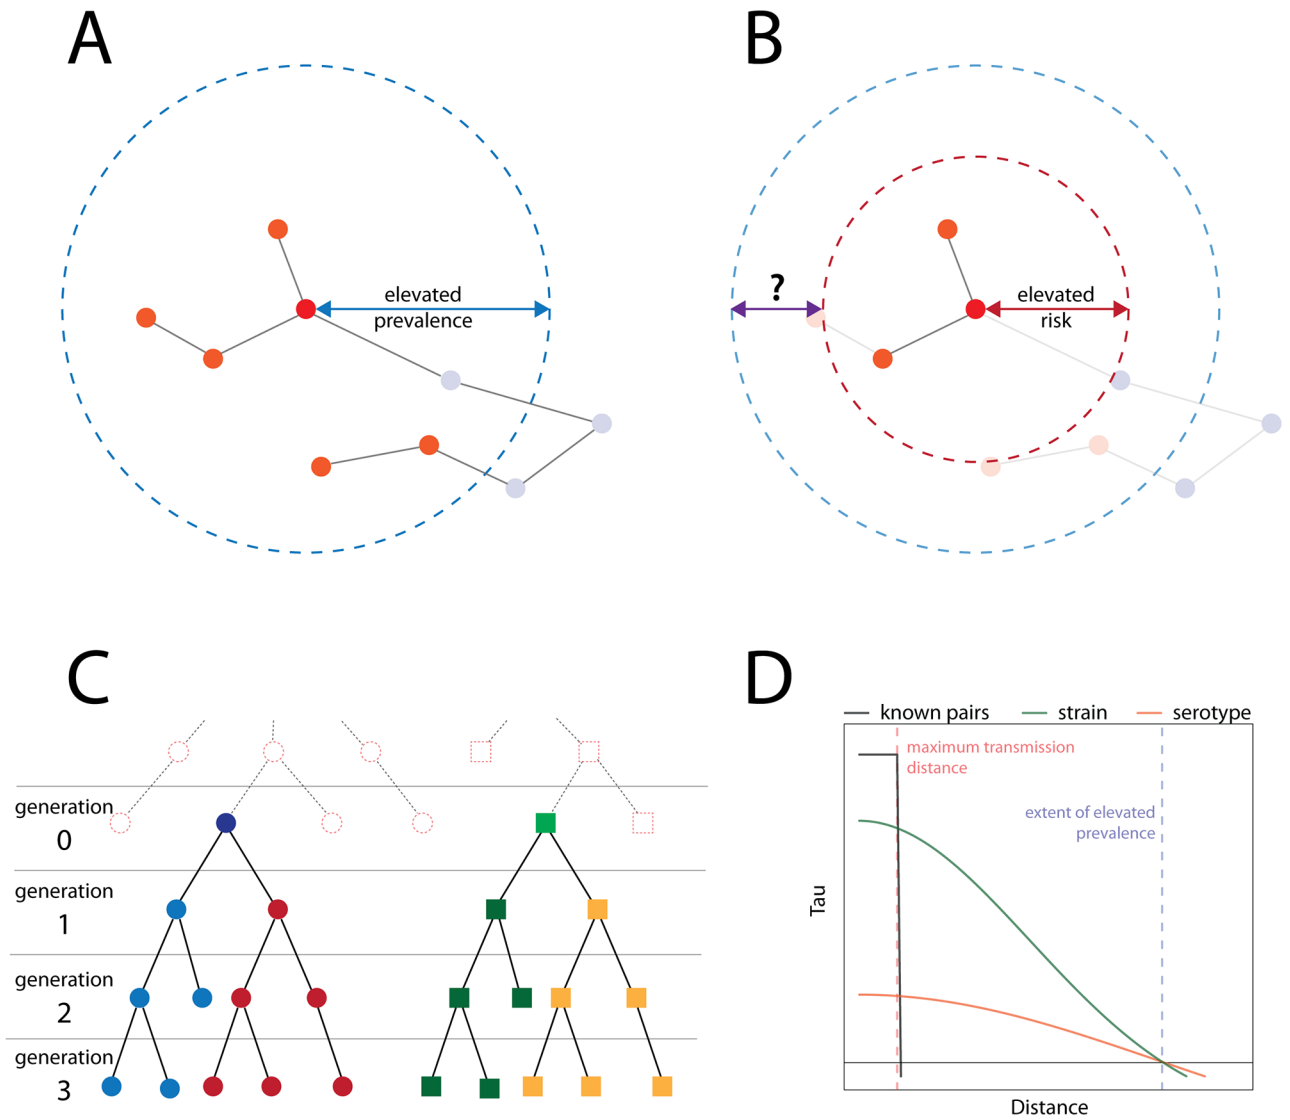 A
B
elevated
prevalence
?
elevated
risk
C
D
known pairs
strain
serotype
maximum transmission
distance
extent of elevated
prevalence
Tau
Distance
generation
0
generation
1
generation
2
generation
3